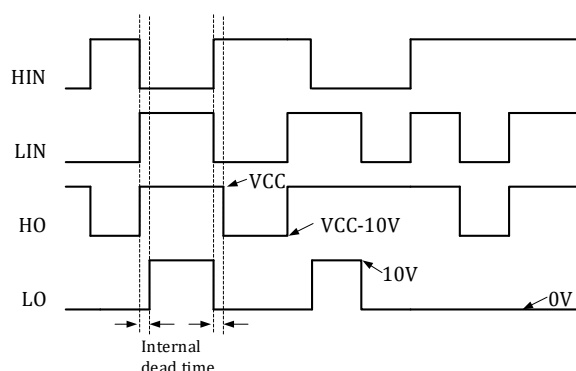 HIN
LIN
VCC
HO
VCC-10V
10V
LO
0V
Internal
dead time